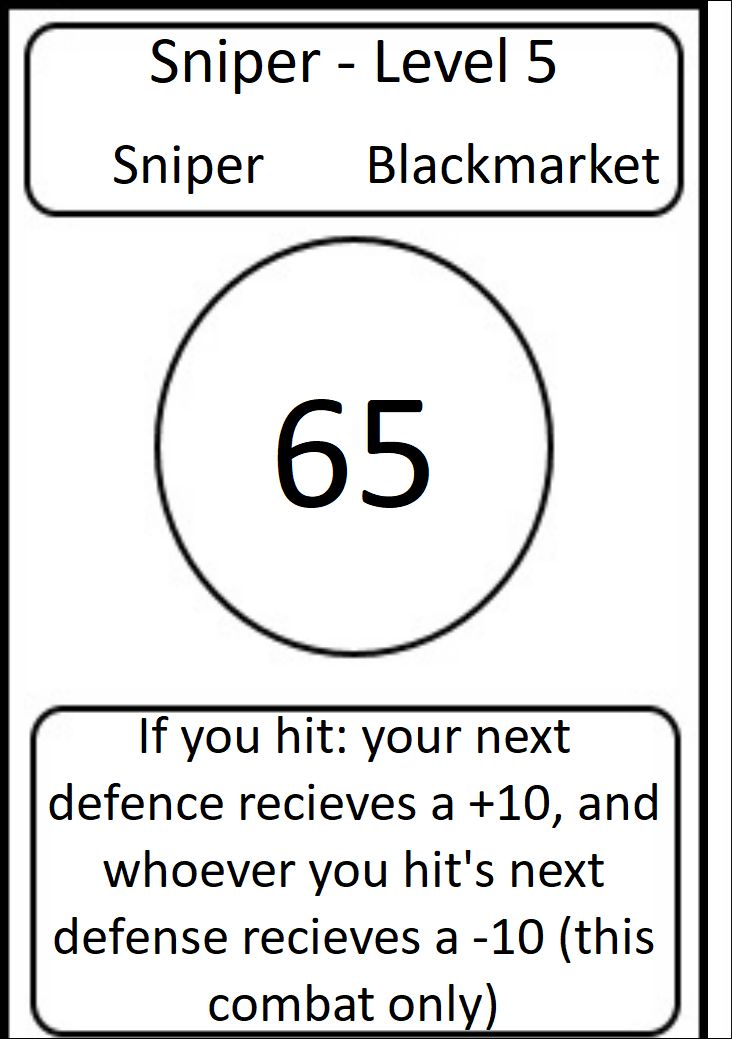 Sniper - Level 5
Sniper Blackmarket
65
If you hit: your next
defence recieves a +10, and
whoever you hit's next
defense recieves a -10 (this
combat only)